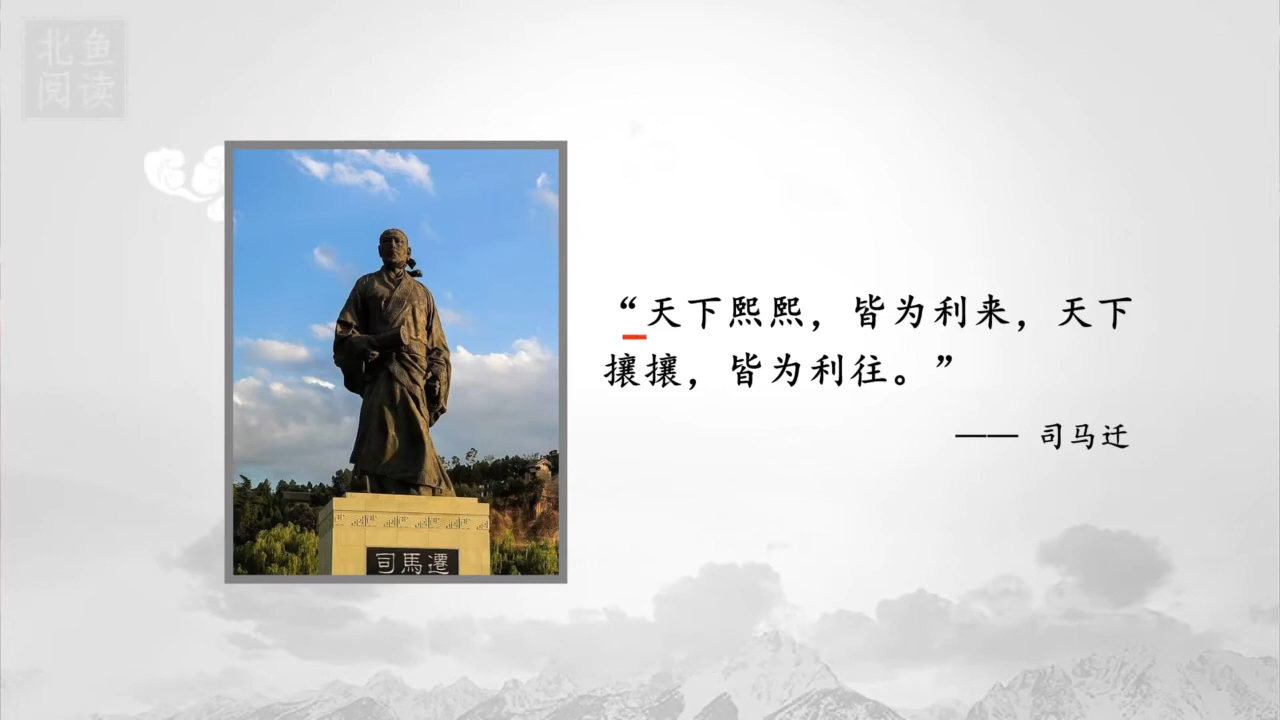 北鱼
阅读
“天下熙熙，皆为利来，天下
攘攘，皆为利往。”
—— 司马迁
司馬遷